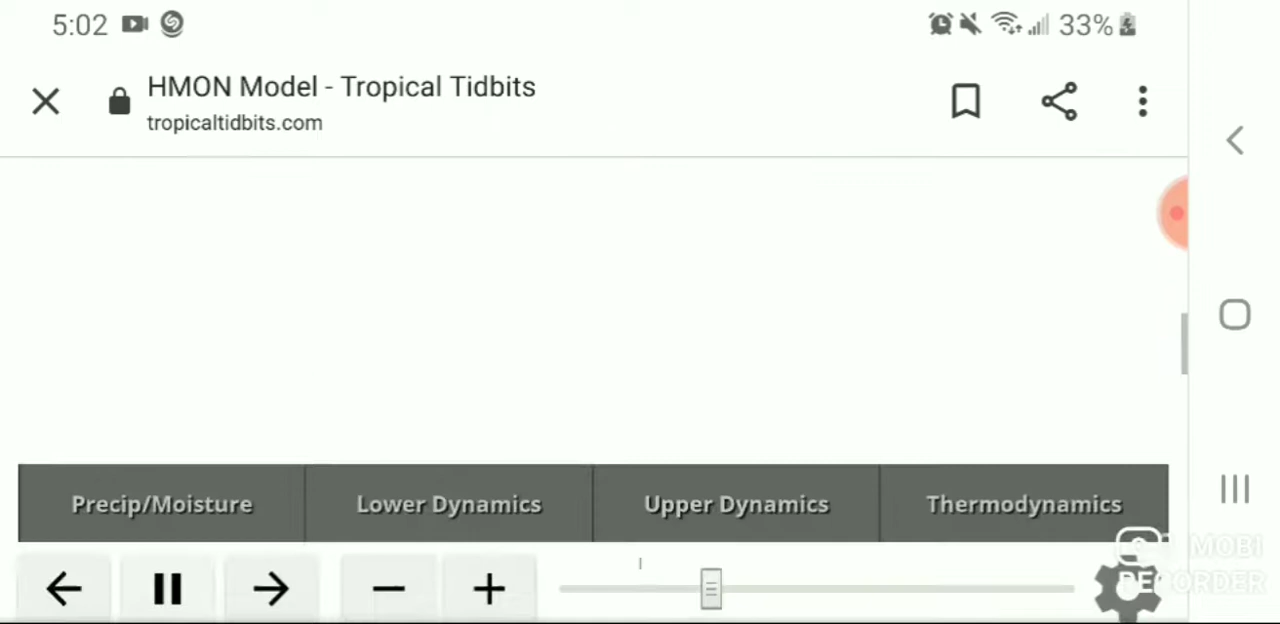 5:02
33%
HMON Model - Tropical Tidbits
tropicaltidbits.com
Precip/Moisture Lower Dynamics Upper Dynamics Thermodynamics
MOBI
RECORDER